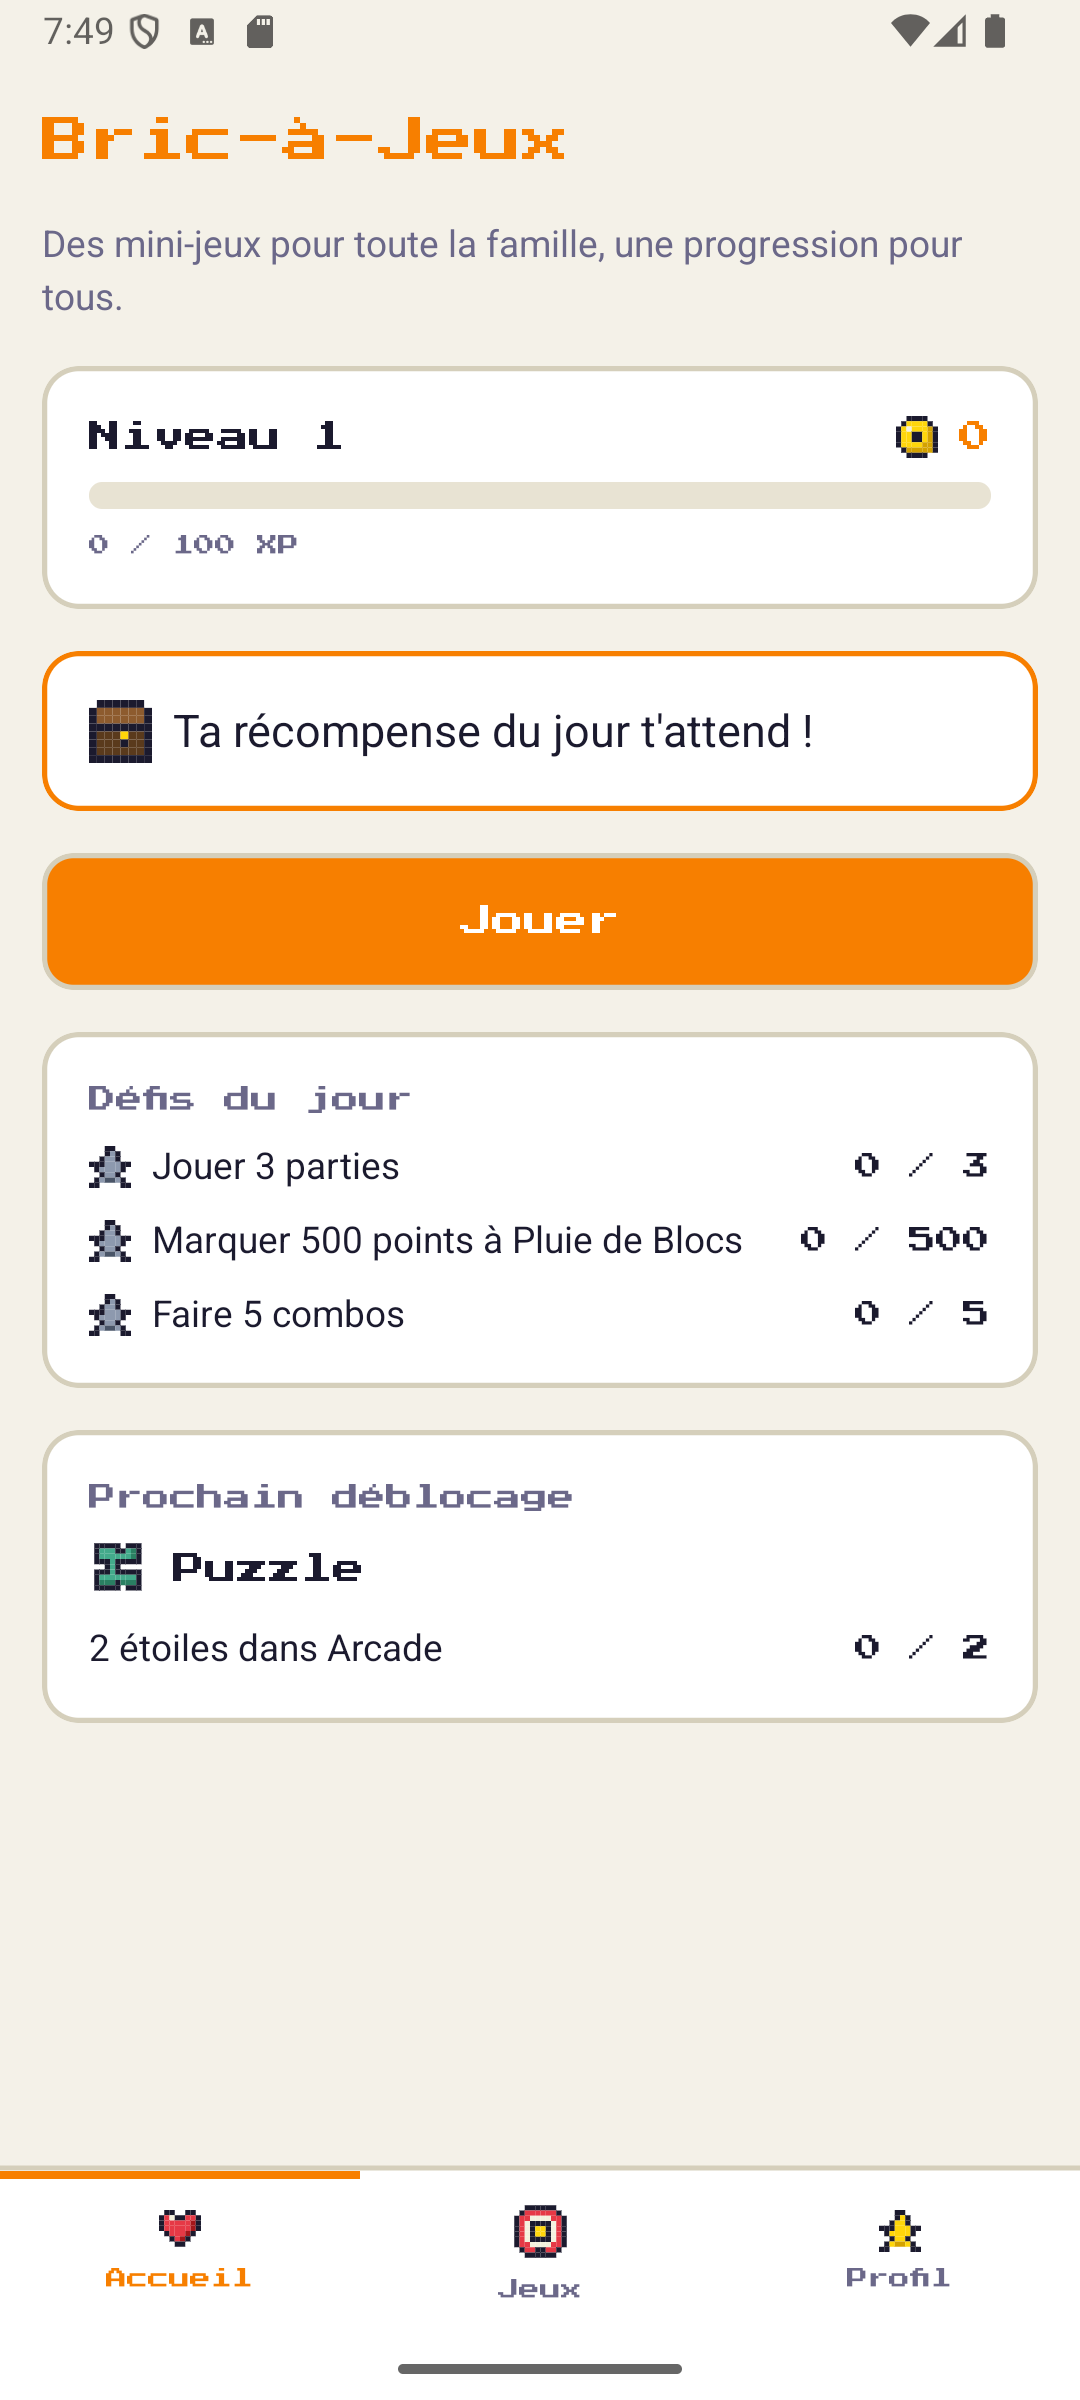 7:49
Bric-à-Jeux
Des mini-jeux pour toute la famille, une progression pour
tous.
Niveau 1
0
0 / 100 XP
Ta récompense du jour t'attend !
Jouer
Défis du jour
Jouer 3 parties 0 / 3
Marquer 500 points à Pluie de Blocs 0 / 500
Faire 5 combos 0 / 5
Prochain déblocage
Puzzle
2 étoiles dans Arcade 0 / 2
Accueil
Jeux
Profil